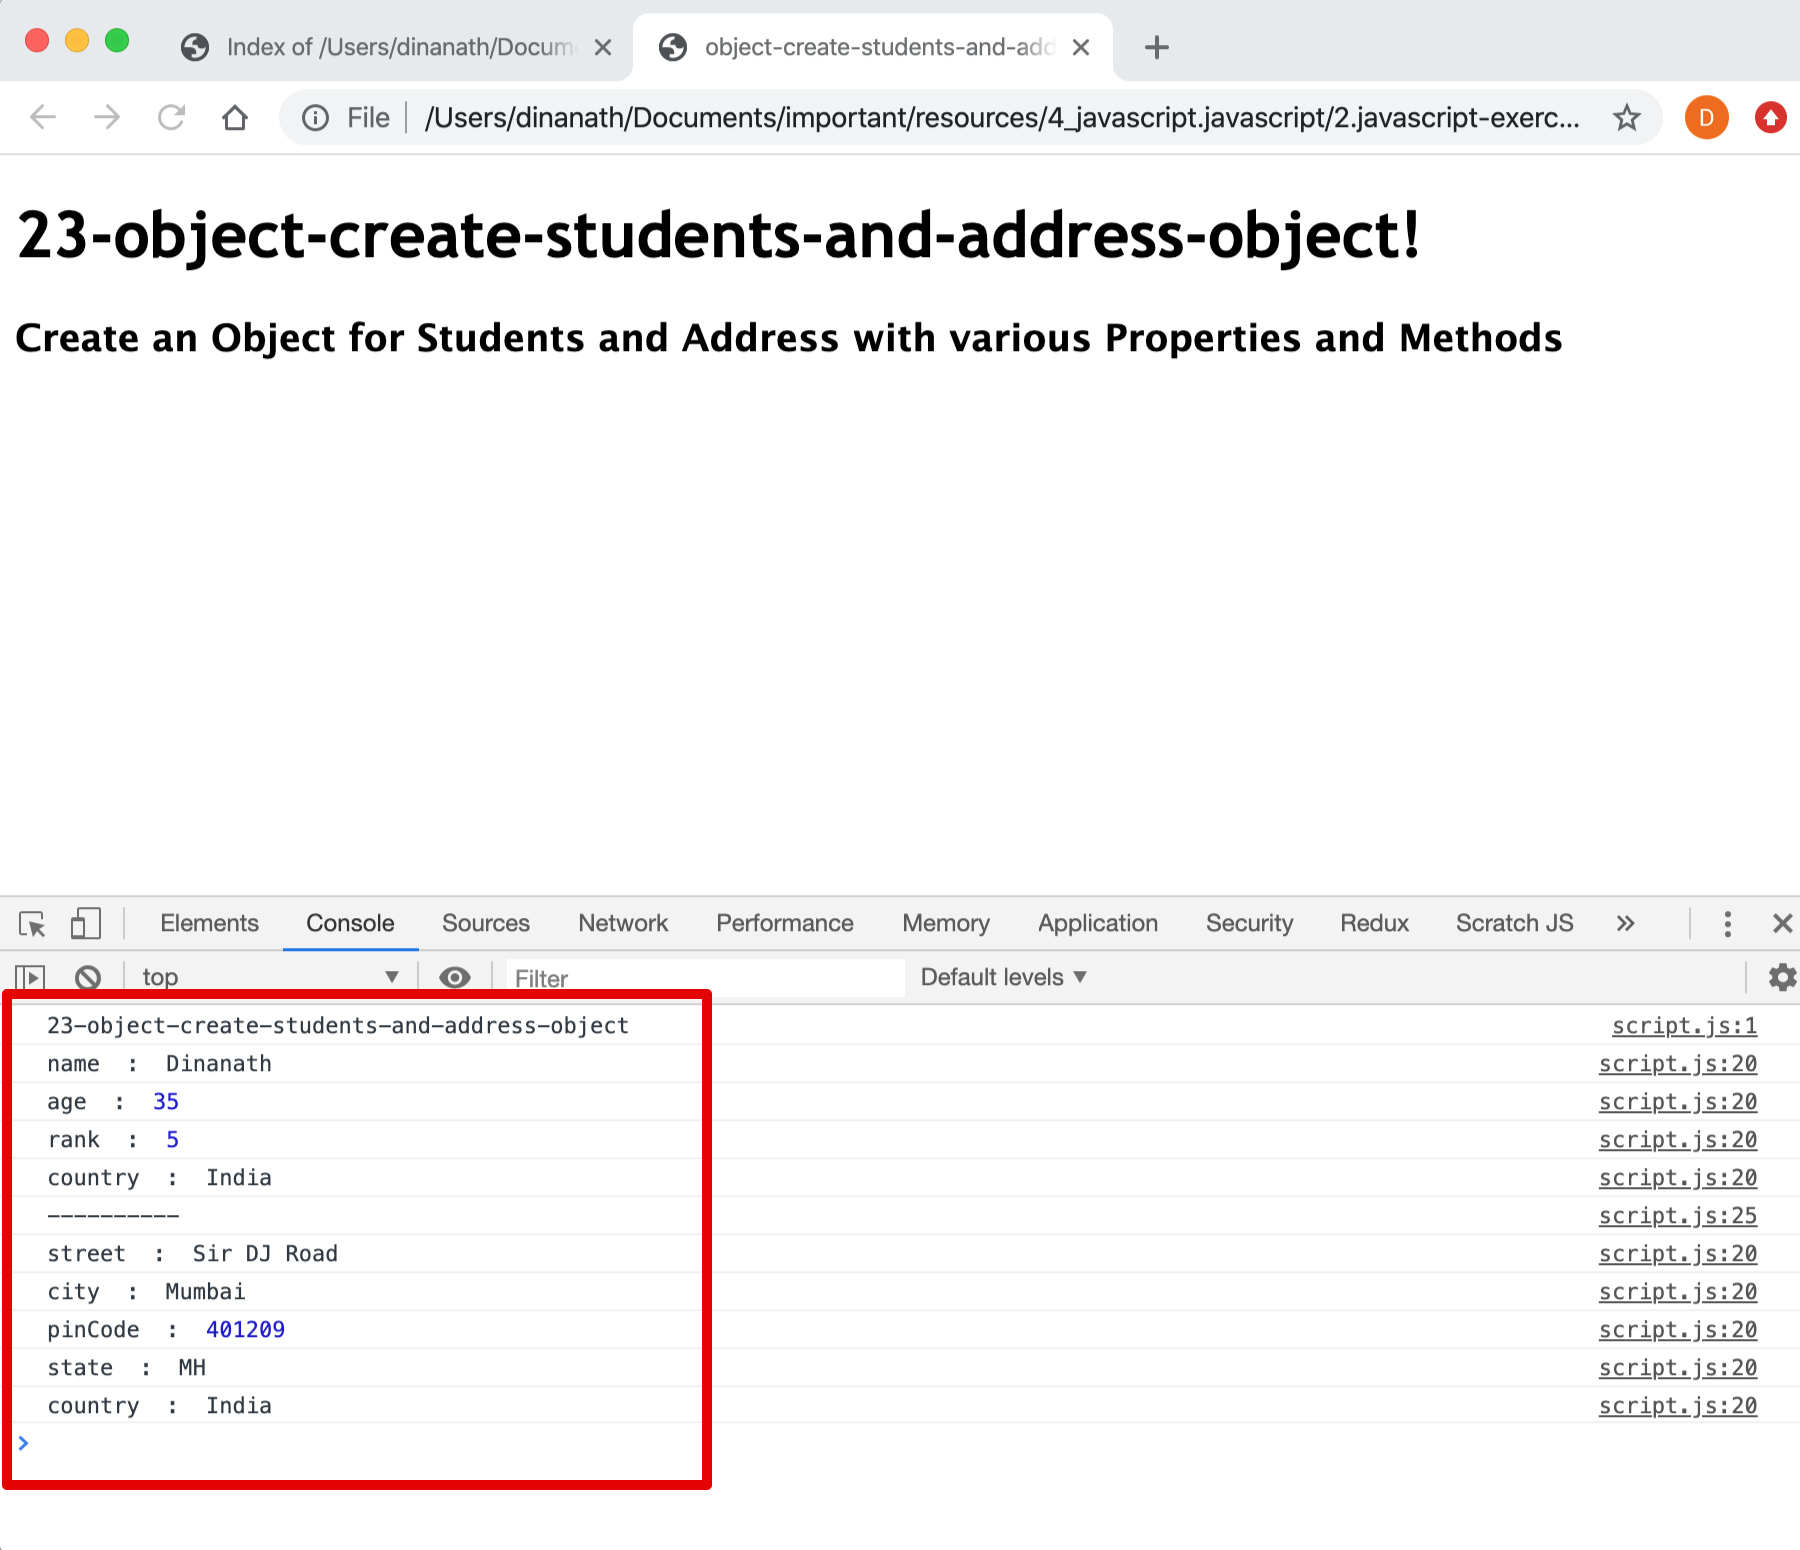 Index of /Users/dinanath/Docum
object-create-students-and-add
File /Users/dinanath/Documents/important/resources/4_javascript.javascript/2.javascript-exerc...
D
23-object-create-students-and-address-object!
Create an Object for Students and Address with various Properties and Methods
Elements Console Sources Network Performance Memory Application Security Redux Scratch JS »
top Filter Default levels
23-object-create-students-and-address-object script.js:1
name : Dinanath script.js:20
age : 35 script.js:20
rank : 5 script.js:20
country : India script.js:20
---------- script.js:25
street : Sir DJ Road script.js:20
city : Mumbai script.js:20
pinCode : 401209 script.js:20
state : MH script.js:20
country : India script.js:20
>